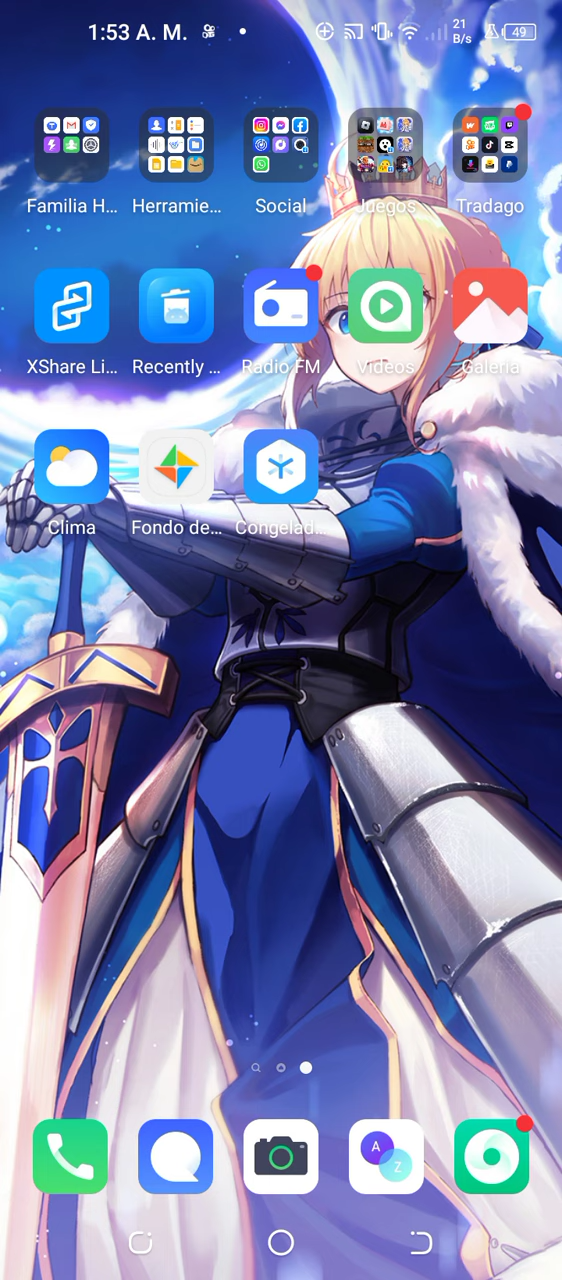 1:53 A. M.
21
B/s
49
Familia H...
Herramie...
Social
Juegos
Tradago
XShare Li...
Recently ...
Radio FM
Videos
Galería
Clima
Fondo de...
Congelad...
A
Z